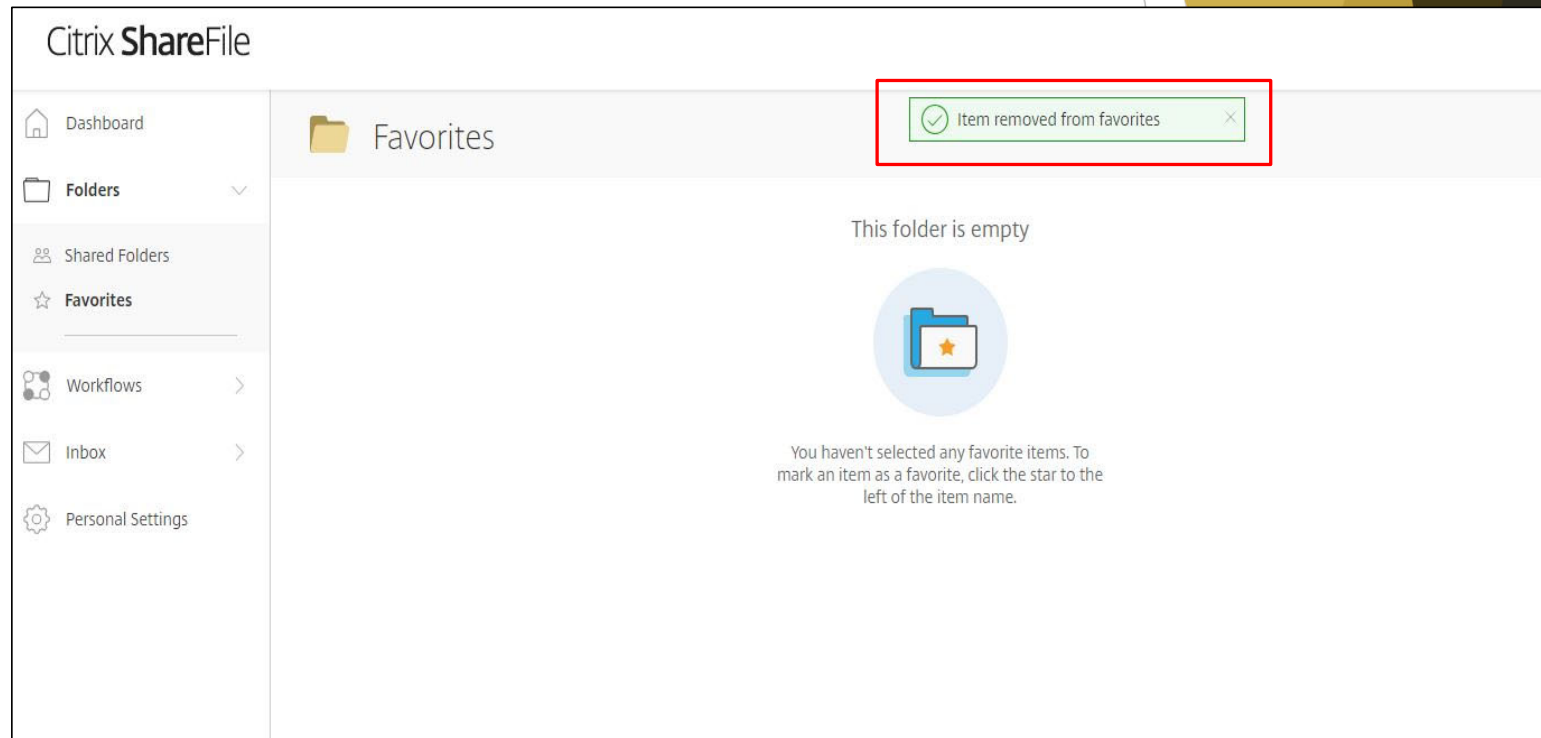 Citrix ShareFile
Dashboard
Folders
Shared Folders
Favorites
Workflows
Inbox
Personal Settings
Favorites
Item removed from favorites
This folder is empty
You haven't selected any favorite items. To
mark an item as a favorite, click the star to the
left of the item name.